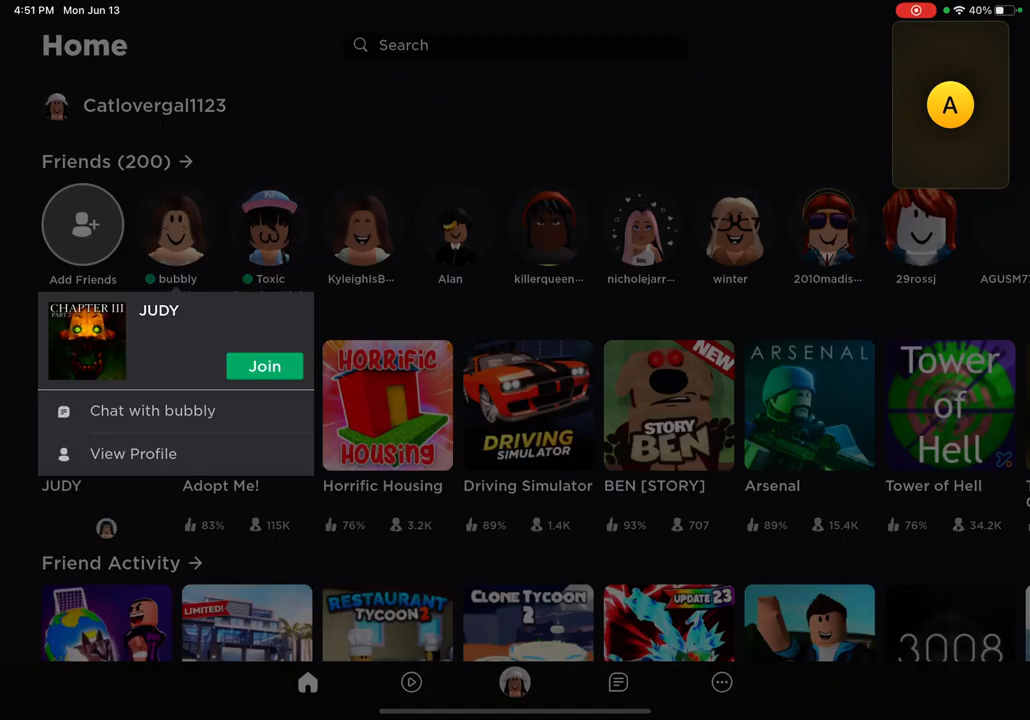 4:51 PM Mon Jun 13
40%
Home
Search
A
Catlovergal1123
Friends (200) →
Add Friends
bubbly
Toxic
KyleighIsB...
Alan
killerqueen...
nicholejarr...
winter
2010madis...
29rossj
AGUSM7
CHAPTER III
JUDY
Join
Chat with bubbly
View Profile
HORRIFIC
HOUSING
DRIVING
SIMULATOR
NEW
STORY
BEN
ARSENAL
Tower
of
Hell
JUDY
Adopt Me!
Horrific Housing
Driving Simulator
BEN [STORY]
Arsenal
Tower of Hell
83% 115K
76% 3.2K
89% 1.4K
93% 707
89% 15.4K
76% 34.2K
Friend Activity →
LIMITED!
RESTAURANT
TYCOON 2
CLONE TYCOON
2
UPDATE 23
3008